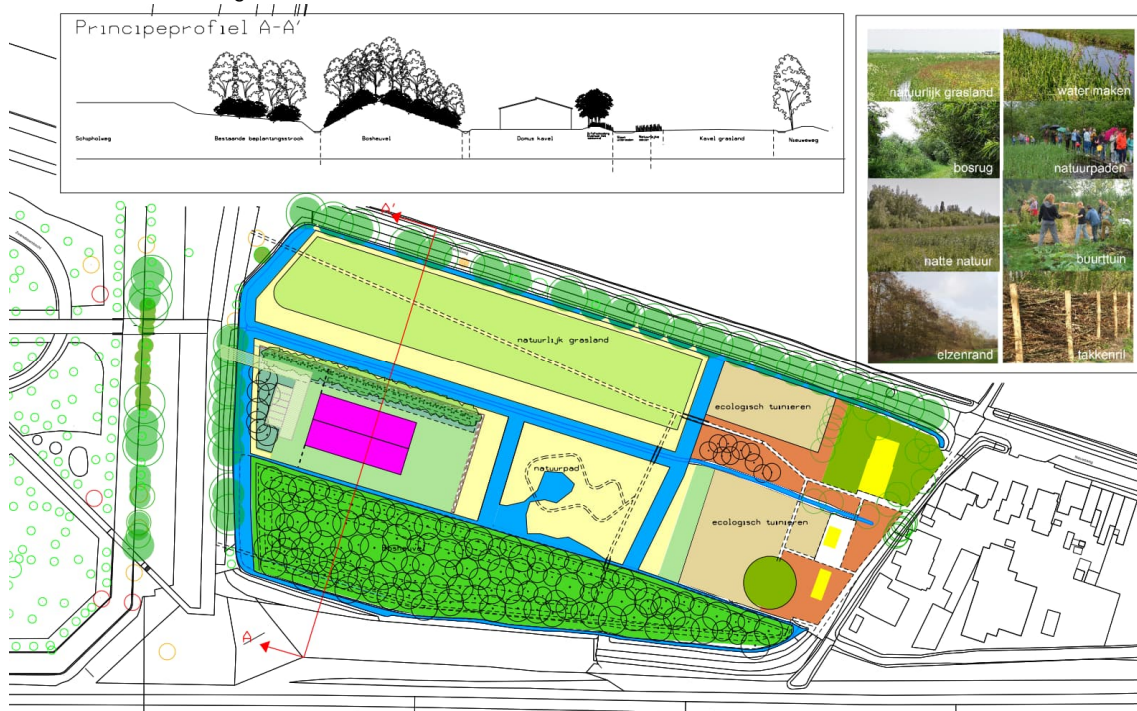 Principeprofiel A-A'
Schipholweg
Bestaande beplantingsstrook
Bosheuvel
Domus kavel
Kavel grasland
Nieuweweg
natuurlijk grasland
water maken
bosrug
natuurpaden
natte natuur
buurttuin
elzenrand
takkenril
A'
natuurlijk grasland
ecologisch tuinieren
natuurpad
ecologisch tuinieren
Bosheuvel
A